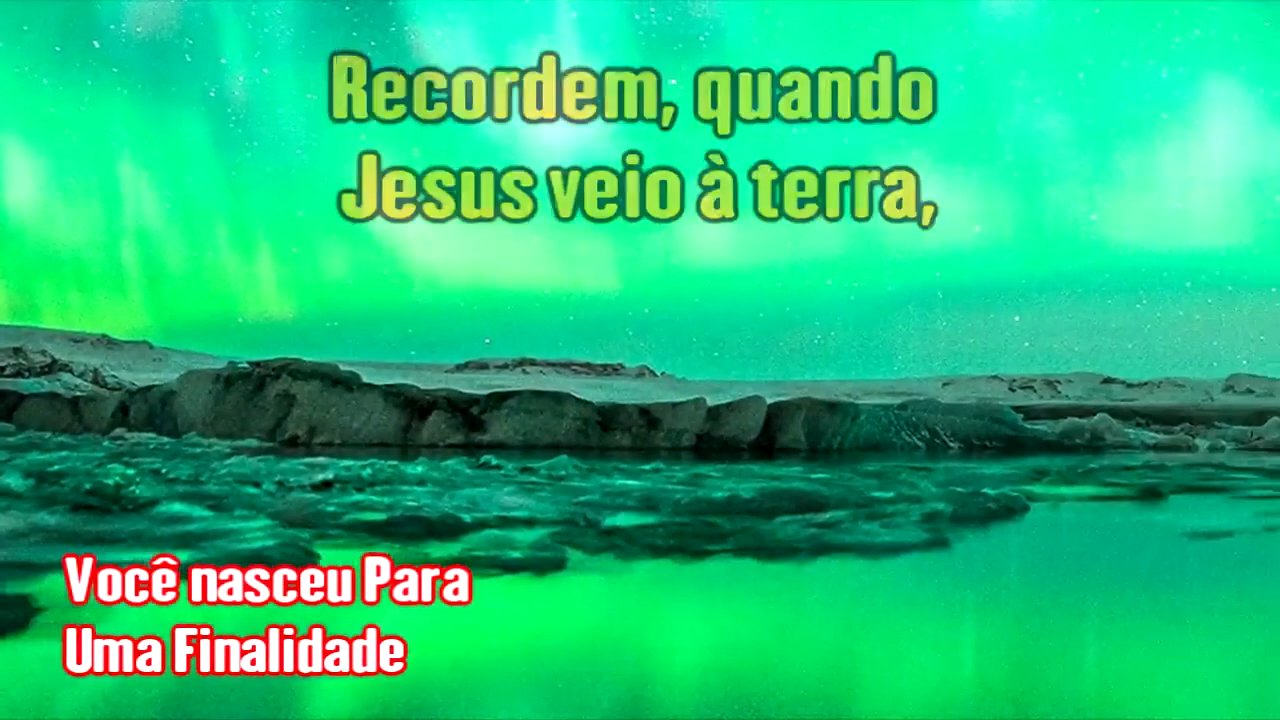 Recordem, quando
Jesus veio à terra,
Você nasceu Para
Uma Finalidade